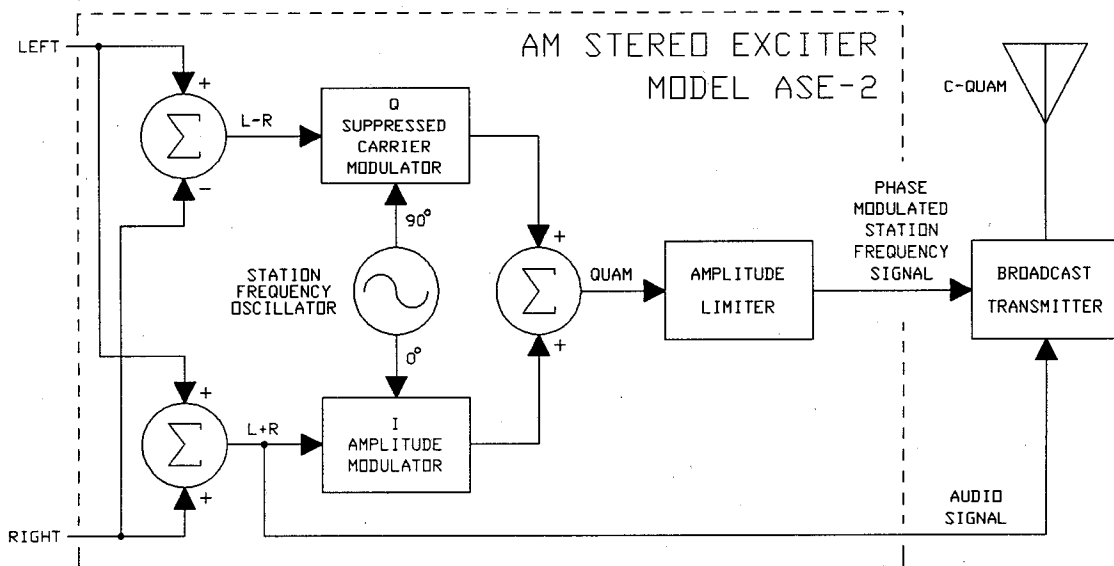 LEFT
AM STEREO EXCITER
MODEL ASE-2
C-QUAM
+
L-R
Q
SUPPRESSED
CARRIER
MODULATOR
Σ
-
90°
PHASE
MODULATED
STATION
FREQUENCY
SIGNAL
STATION
FREQUENCY
OSCILLATOR
+
Σ
QUAM
+
AMPLITUDE
LIMITER
BROADCAST
TRANSMITTER
0°
+
Σ
L+R
+
I
AMPLITUDE
MODULATOR
RIGHT
AUDIO
SIGNAL